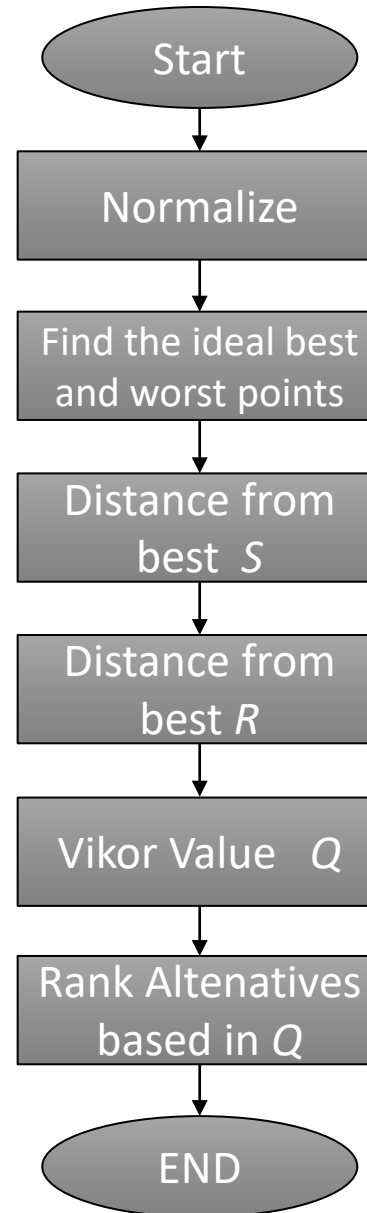 Start
Normalize
Find the ideal best
and worst points
Distance from
best S
Distance from
best R
Vikor Value Q
Rank Altenatives
based in Q
END